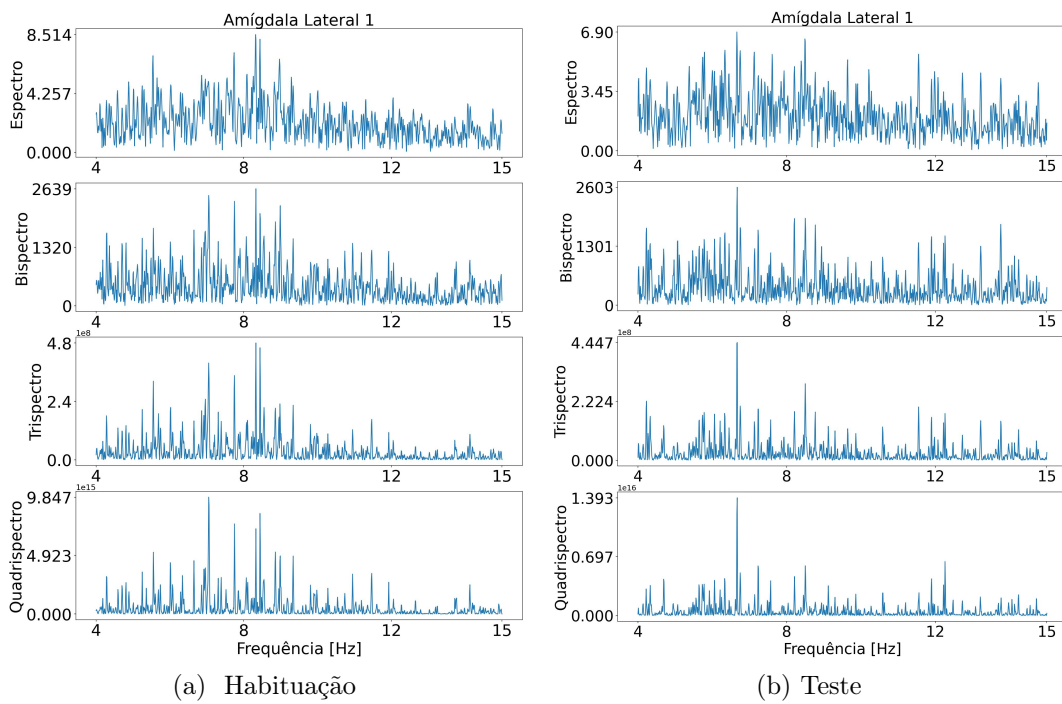 Amígdala Lateral 1
8.514
4.257
0.000
Espectro
4 8 12 15
2639
1320
0
Bispectro
4 8 12 15
1e8
4.8
2.4
0.0
Trispectro
4 8 12 15
1e15
9.847
4.923
0.000
Quadrispectro
4 8 12 15
Frequência [Hz]
(a) Habituação
Amígdala Lateral 1
6.90
3.45
0.00
Espectro
4 8 12 15
2603
1301
0
Bispectro
4 8 12 15
1e8
4.447
2.224
0.000
Trispectro
4 8 12 15
1e16
1.393
0.697
0.000
Quadrispectro
4 8 12 15
Frequência [Hz]
(b) Teste